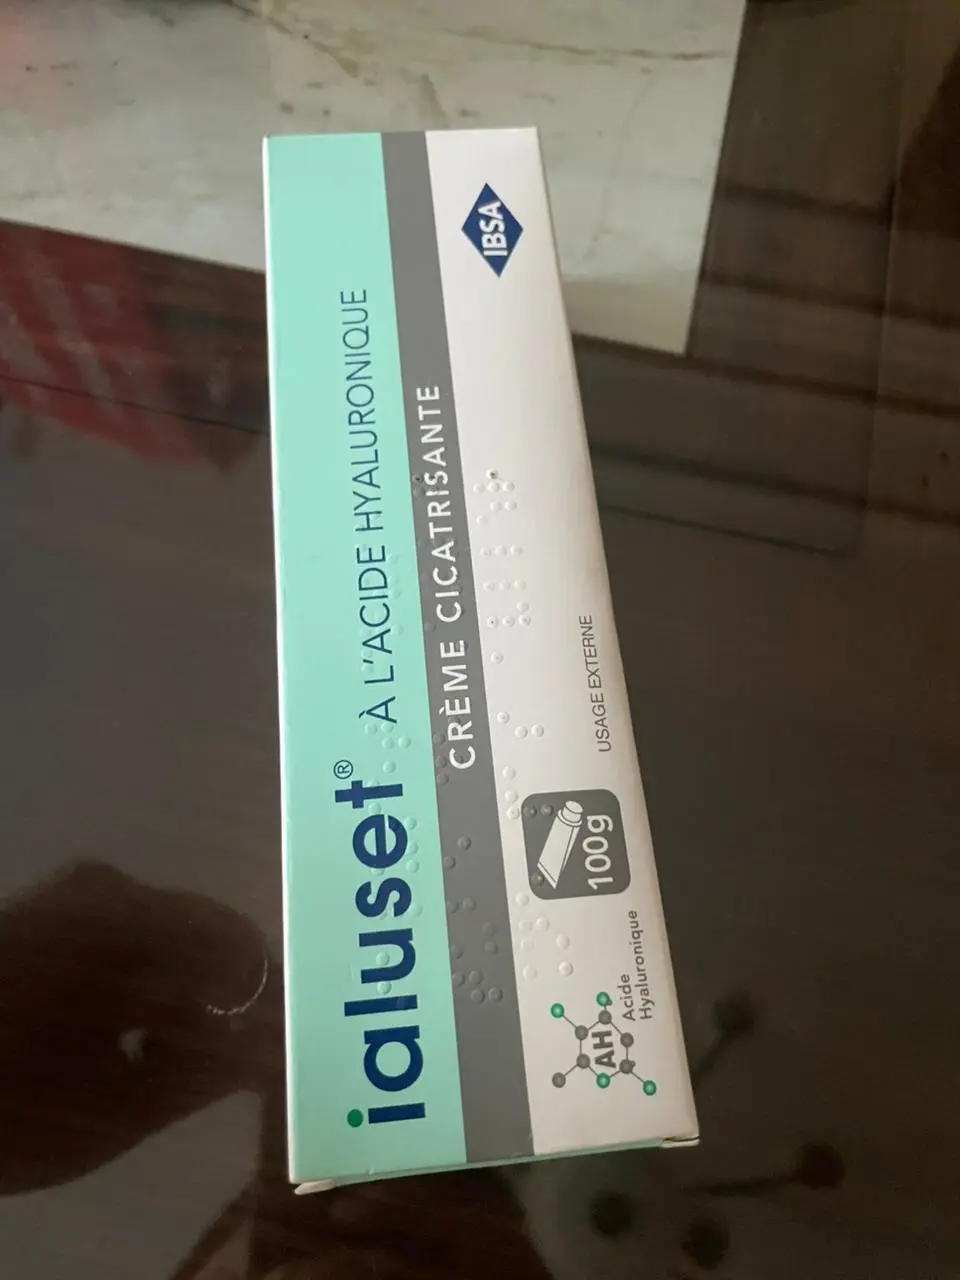 ialuset® À L'ACIDE HYALURONIQUE
CRÈME CICATRISANTE
IBSA
AH
Acide
Hyaluronique
100g
USAGE EXTERNE